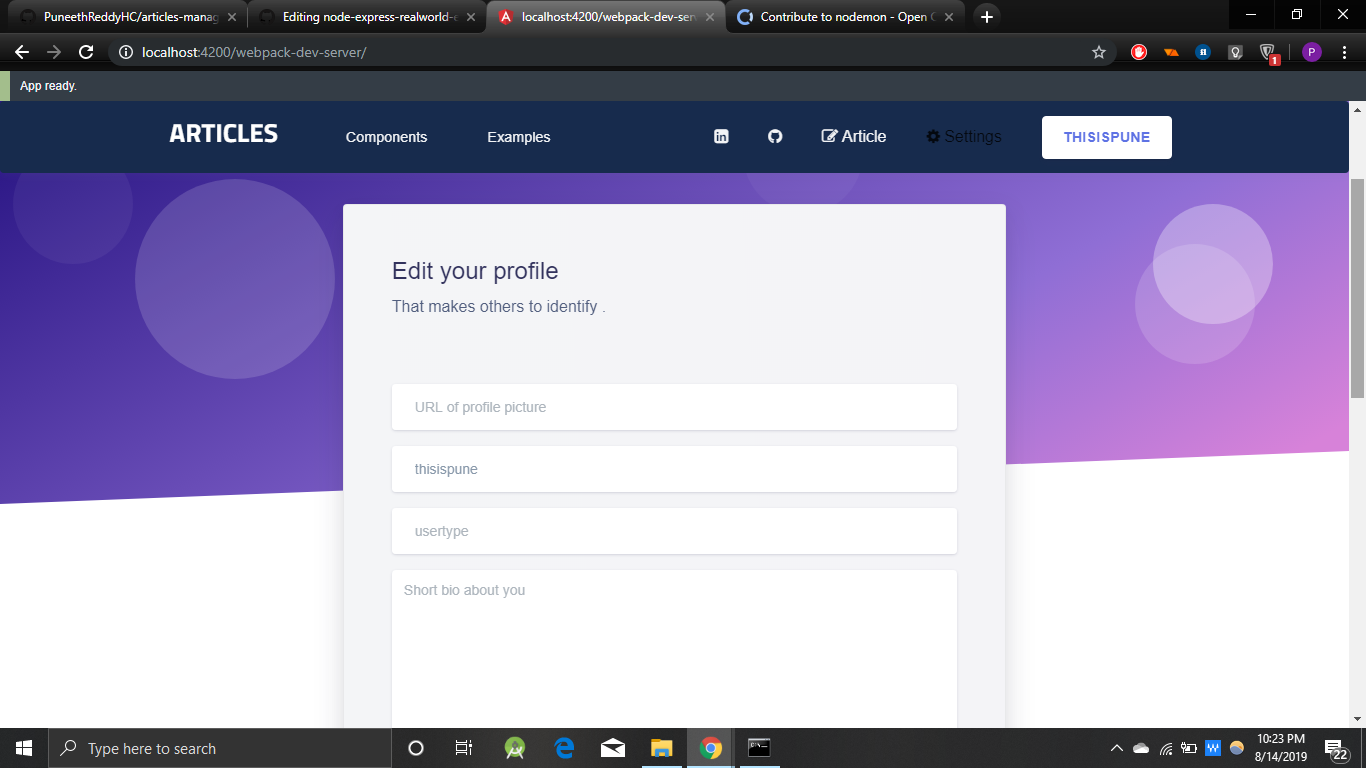 PuneethReddyHC/articles-manag
Editing node-express-realworld-e
localhost:4200/webpack-dev-serv
Contribute to nodemon - Open C
localhost:4200/webpack-dev-server/
1
P
App ready.
ARTICLES
Components
Examples
in
Article
Settings
THISISPUNE
Edit your profile
That makes others to identify .
URL of profile picture
thisispune
usertype
Short bio about you
Type here to search
W
10:23 PM
8/14/2019
22